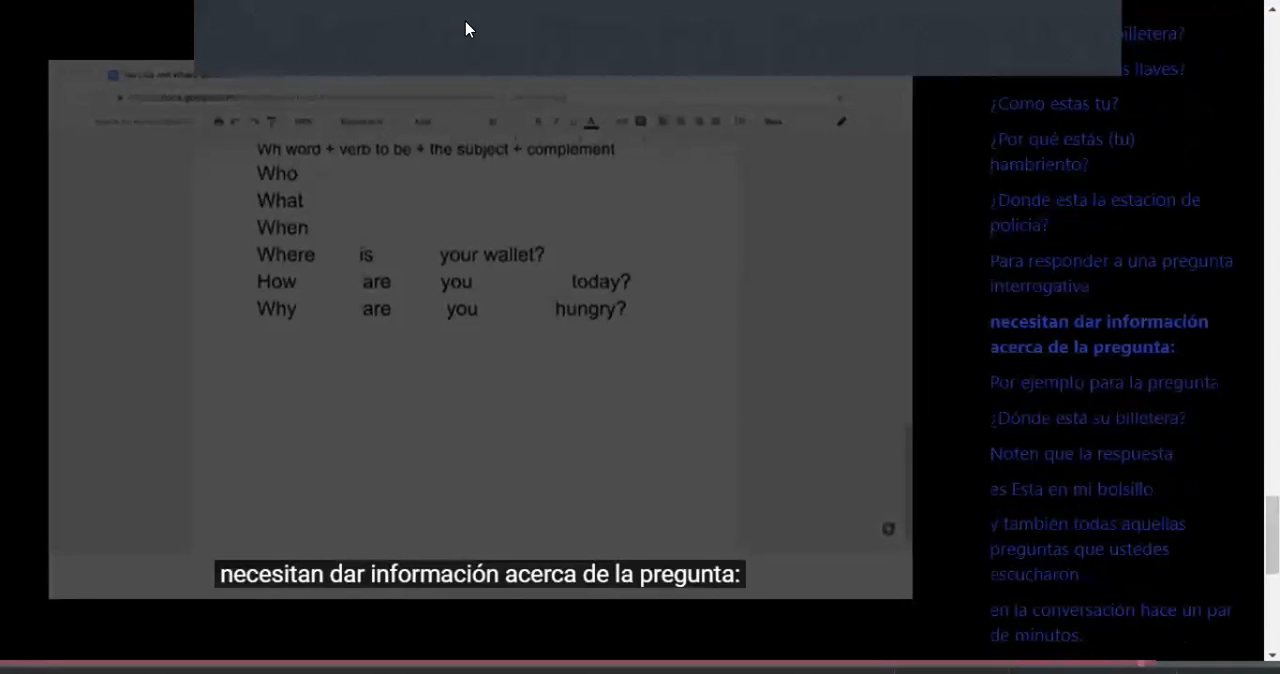 Wh word + verb to be + the subject + complement
Who
What
When
Where is your wallet?
How are you today?
Why are you hungry?
necesitan dar información acerca de la pregunta:
illetera?
s llaves?
¿Como estas tu?
¿Por qué estás (tu)
hambriento?
¿Donde esta la estacion de
policia?
Para responder a una pregunta
interrogativa
necesitan dar información
acerca de la pregunta:
Por ejemplo para la pregunta
¿Dónde está su billetera?
Noten que la respuesta
es Esta en mi bolsillo.
y también todas aquellas
preguntas que ustedes
escucharon
en la conversación hace un par
de minutos.